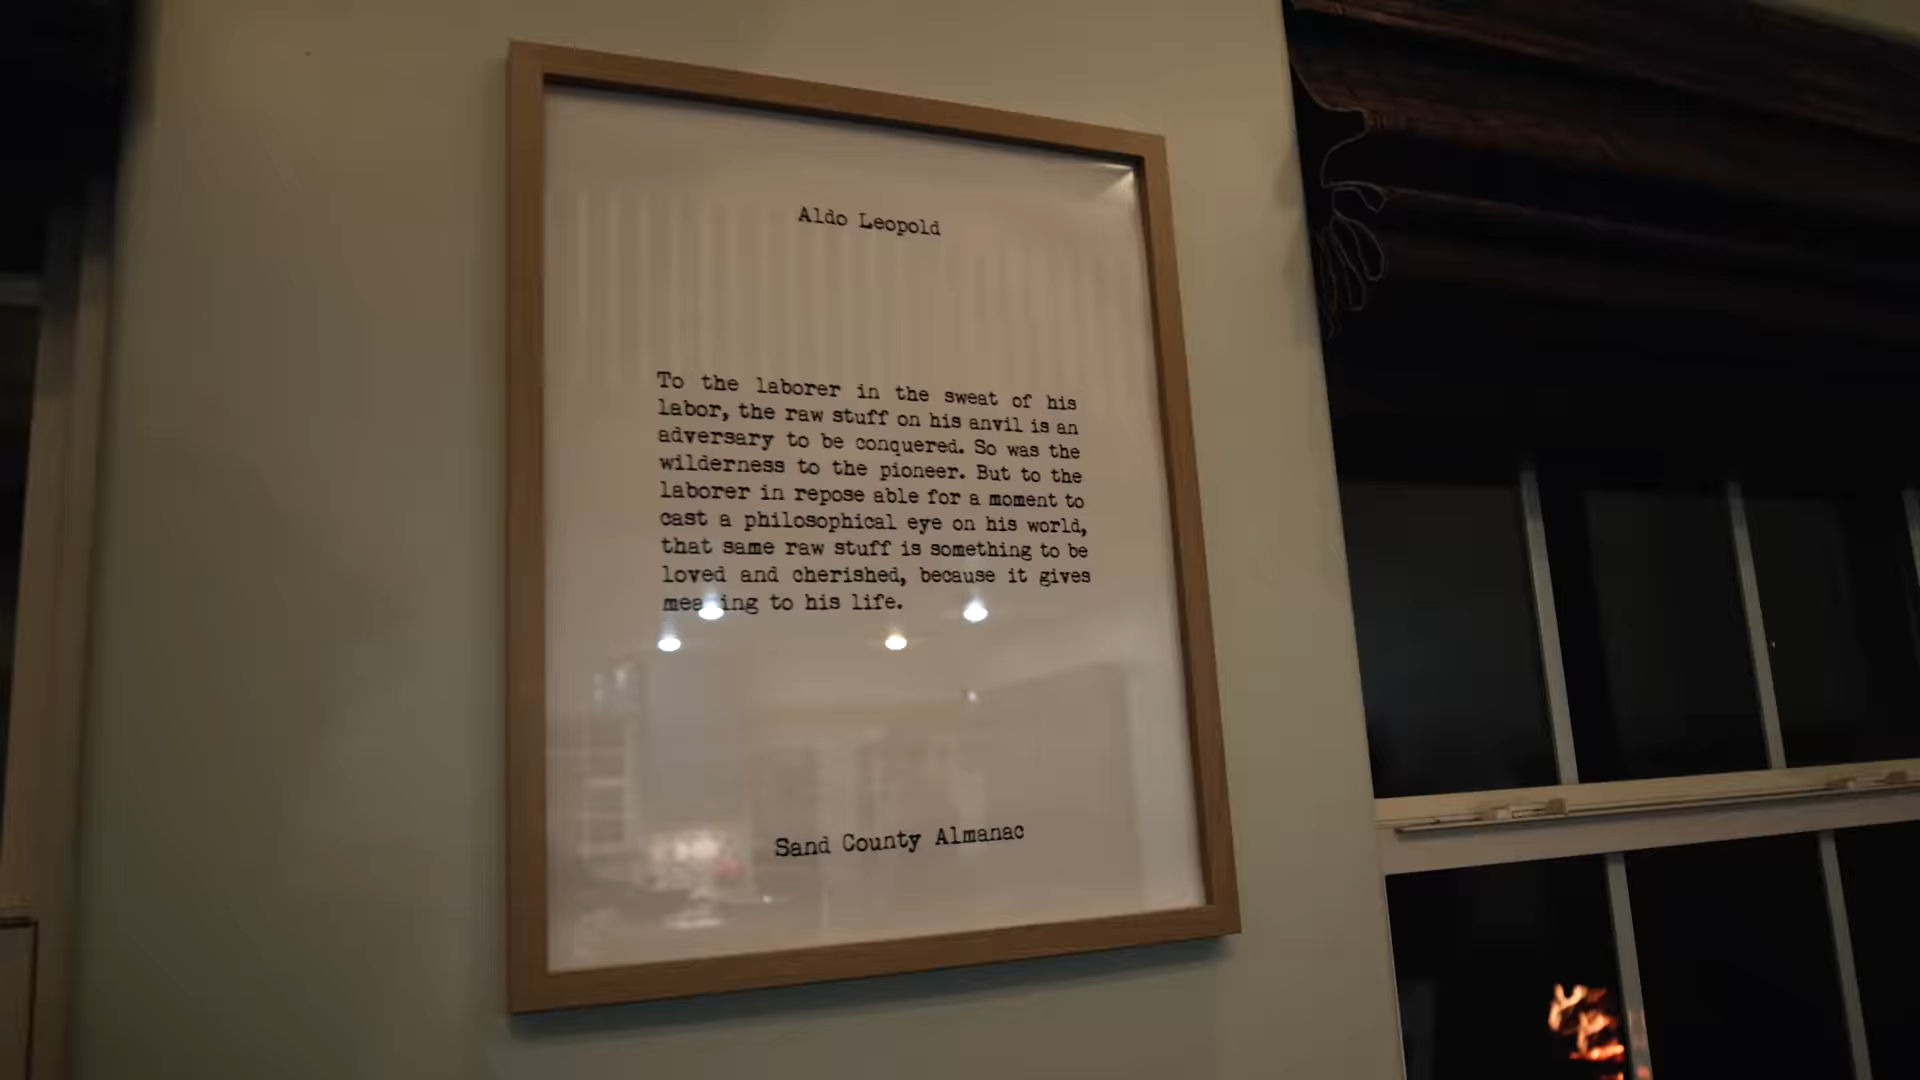 Aldo Leopold
To the laborer in the sweat of his
labor, the raw stuff on his anvil is an
adversary to be conquered. So was the
wilderness to the pioneer. But to the
laborer in repose able for a moment to
cast a philosophical eye on his world,
that same raw stuff is something to be
loved and cherished, because it gives
meaning to his life.
Sand County Almanac